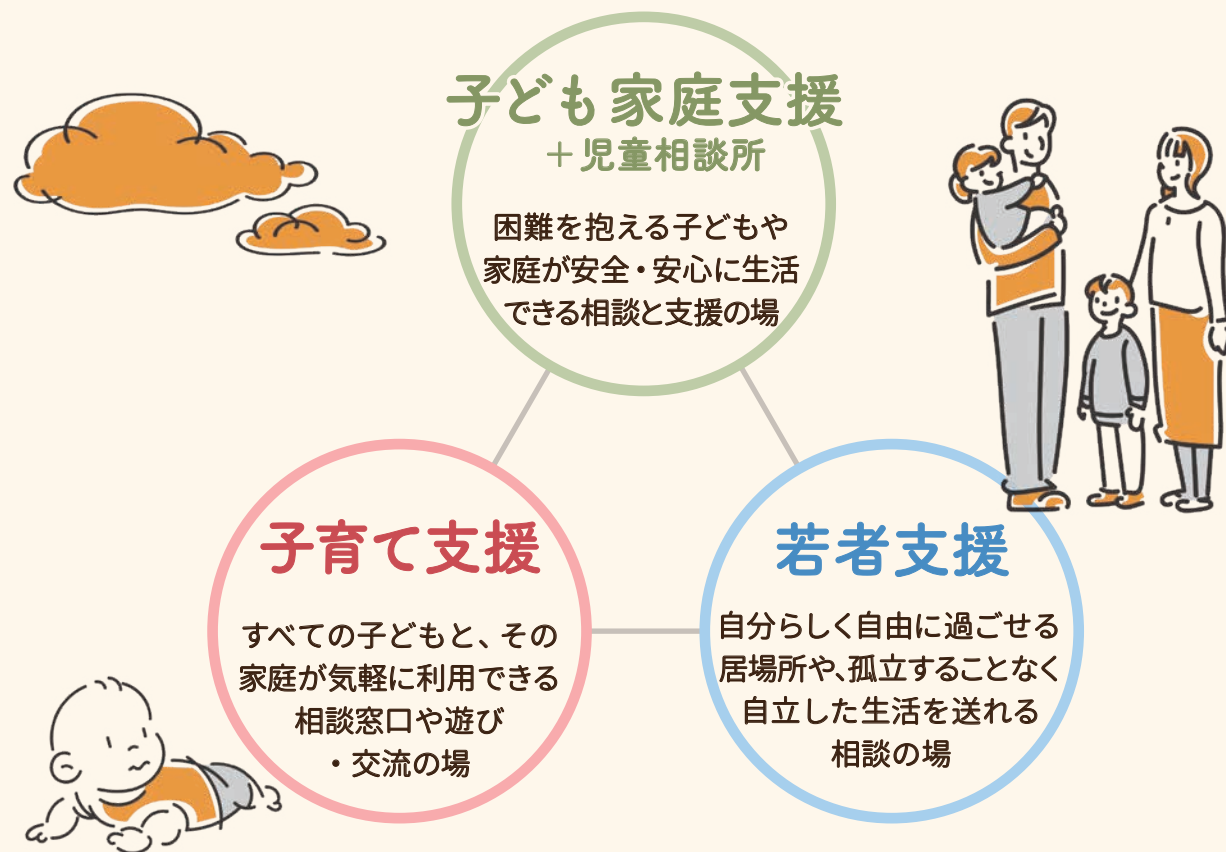 子ども家庭支援
＋児童相談所
困難を抱える子どもや
家庭が安全・安心に生活
できる相談と支援の場
子育て支援
すべての子どもと、その
家庭が気軽に利用できる
相談窓口や遊び
・交流の場
若者支援
自分らしく自由に過ごせる
居場所や、孤立することなく
自立した生活を送れる
相談の場